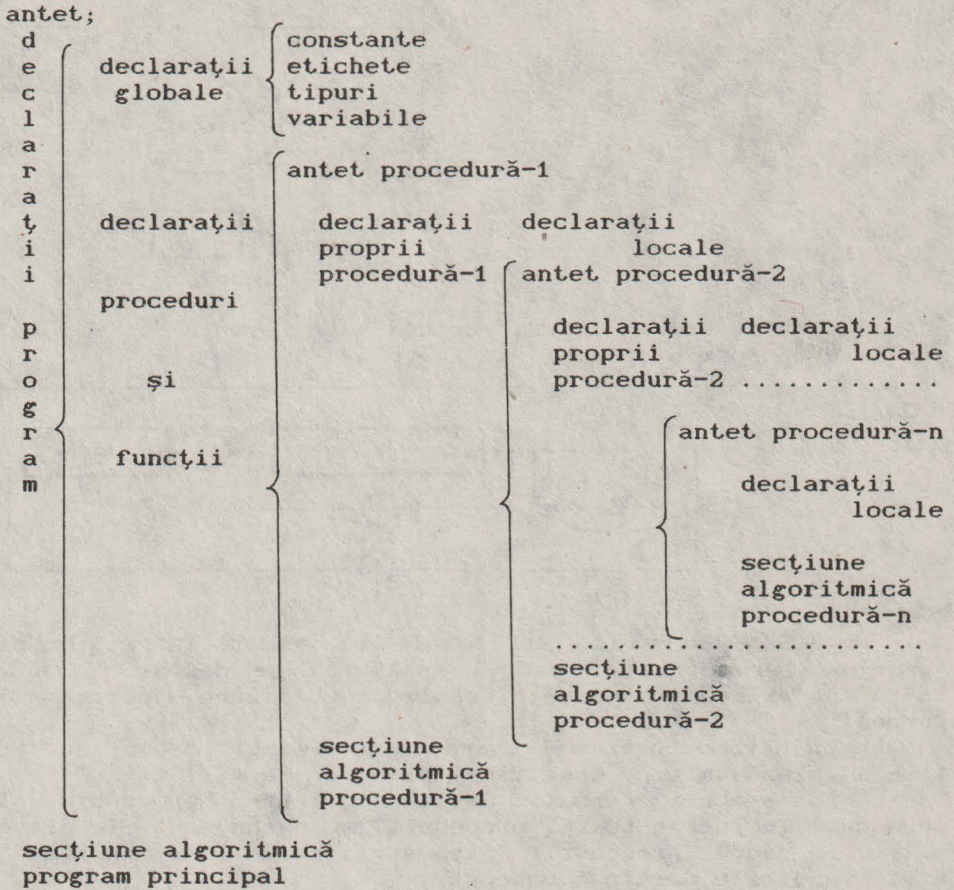 antet;
d
e declarații constante
c globale etichete
l tipuri
a variabile
r antet procedură-1
a
ț declarații declarații declarații
i proprii locale
i procedură-1 antet procedură-2
proceduri
p declarații declarații
r proprii locale
o și procedură-2 .............
g
r antet procedură-n
a funcții
m declarații
locale
secțiune
algoritmică
procedură-n
.........................
secțiune
algoritmică
procedură-2
secțiune
algoritmică
procedură-1
secțiune algoritmică
program principal